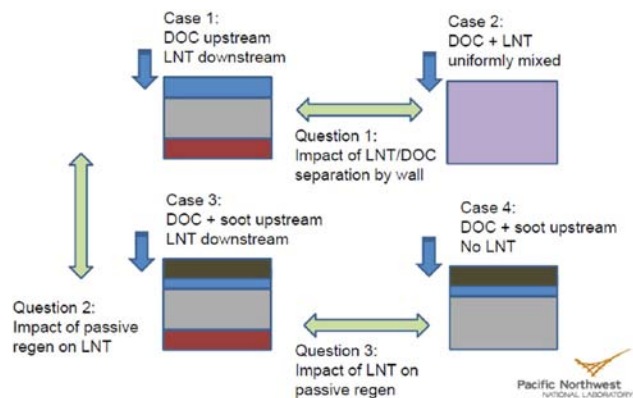 Case 1:
DOC upstream
LNT downstream
Case 2:
DOC + LNT
uniformly mixed
Question 1:
Impact of LNT/DOC
separation by wall
Case 3:
DOC + soot upstream
LNT downstream
Case 4:
DOC + soot upstream
No LNT
Question 2:
Impact of passive
regen on LNT
Question 3:
Impact of LNT on
passive regen
Pacific Northwest
NATIONAL LABORATORY